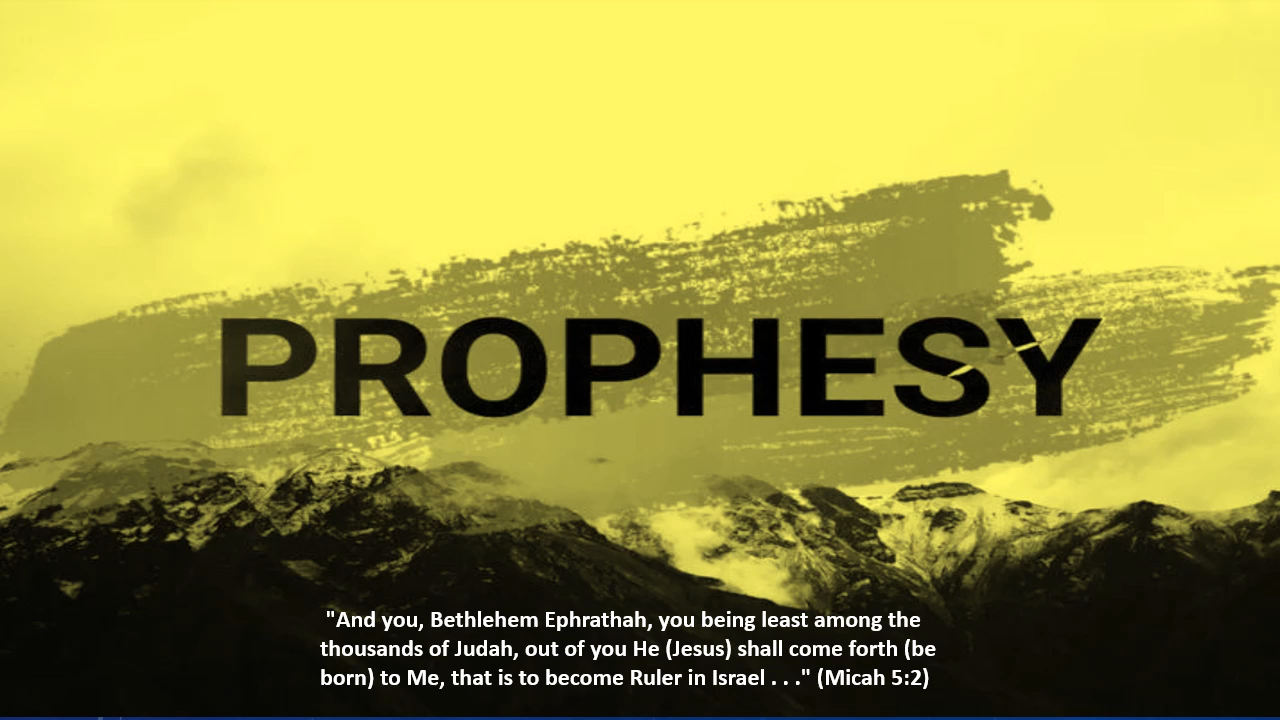 PROPHESY
"And you, Bethlehem Ephrathah, you being least among the
thousands of Judah, out of you He (Jesus) shall come forth (be
born) to Me, that is to become Ruler in Israel . . ." (Micah 5:2)